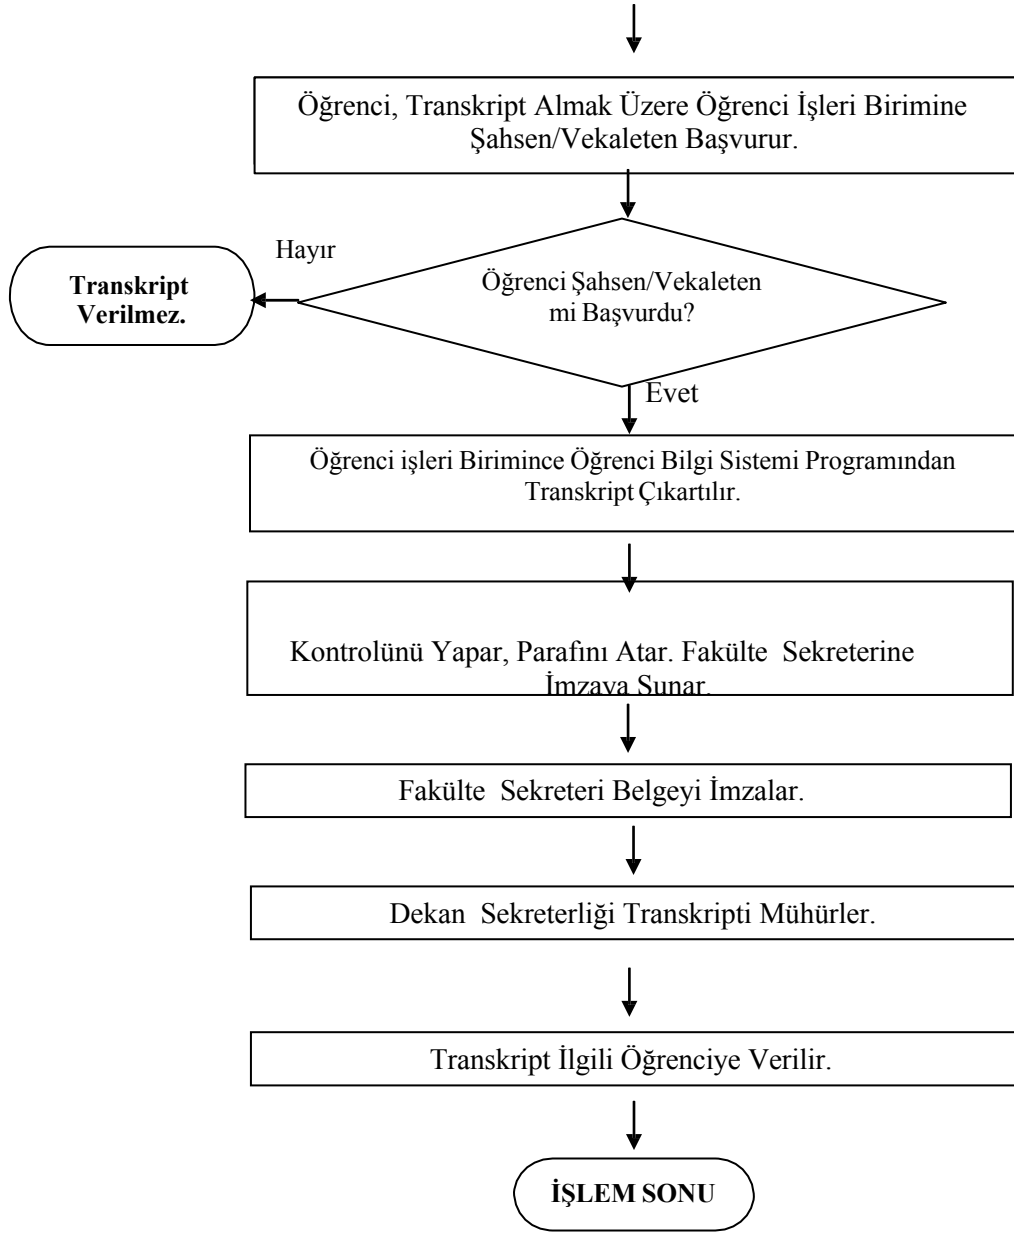 Öğrenci, Transkript Almak Üzere Öğrenci İşleri Birimine
Şahsen/Vekaleten Başvurur.
Hayır
Transkript
Verilmez.
Öğrenci Şahsen/Vekaleten
mi Başvurdu?
Evet
Öğrenci işleri Birimince Öğrenci Bilgi Sistemi Programından
Transkript Çıkartılır.
Kontrolünü Yapar, Parafını Atar. Fakülte Sekreterine
İmzaya Sunar.
Fakülte Sekreteri Belgeyi İmzalar.
Dekan Sekreterliği Transkripti Mühürler.
Transkript İlgili Öğrenciye Verilir.
İŞLEM SONU